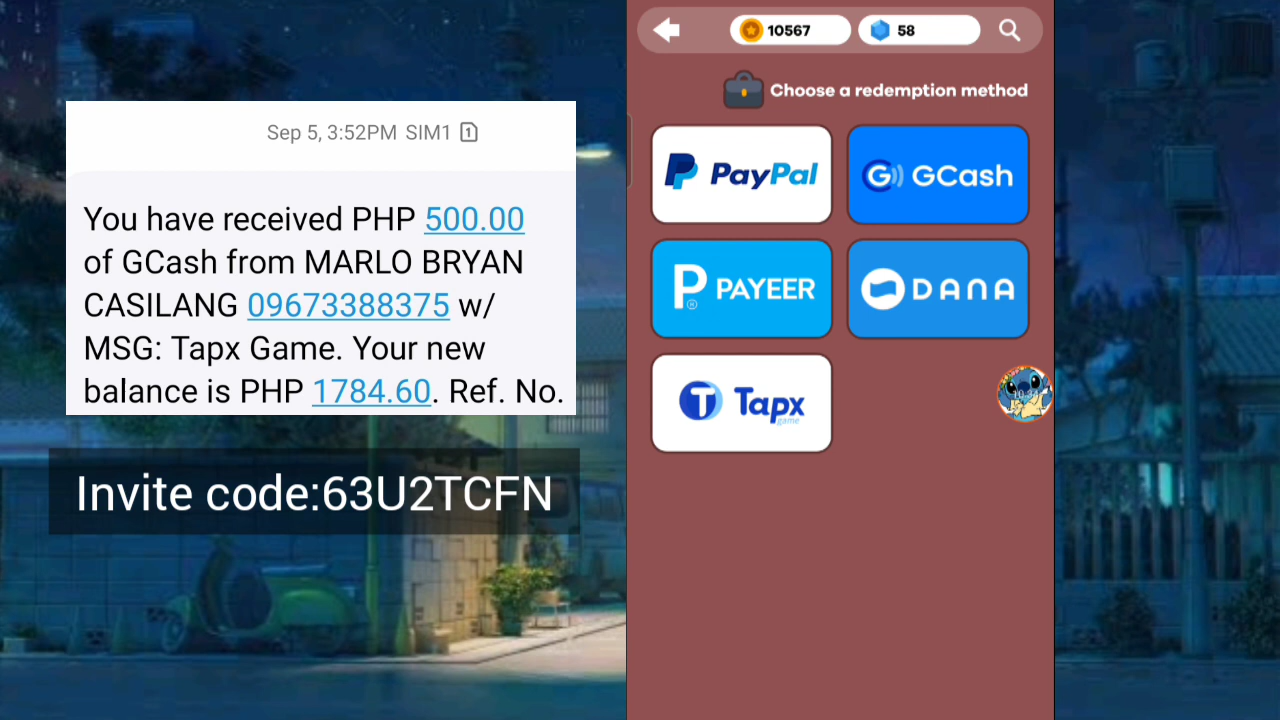 Sep 5, 3:52PM SIM1 1
You have received PHP 500.00
of GCash from MARLO BRYAN
CASILANG 09673388375 w/
MSG: Tapx Game. Your new
balance is PHP 1784.60. Ref. No.
Invite code:63U2TCFN
10567
58
Choose a redemption method
PayPal
G GCash
P PAYEER
DANA
T Tapx
game